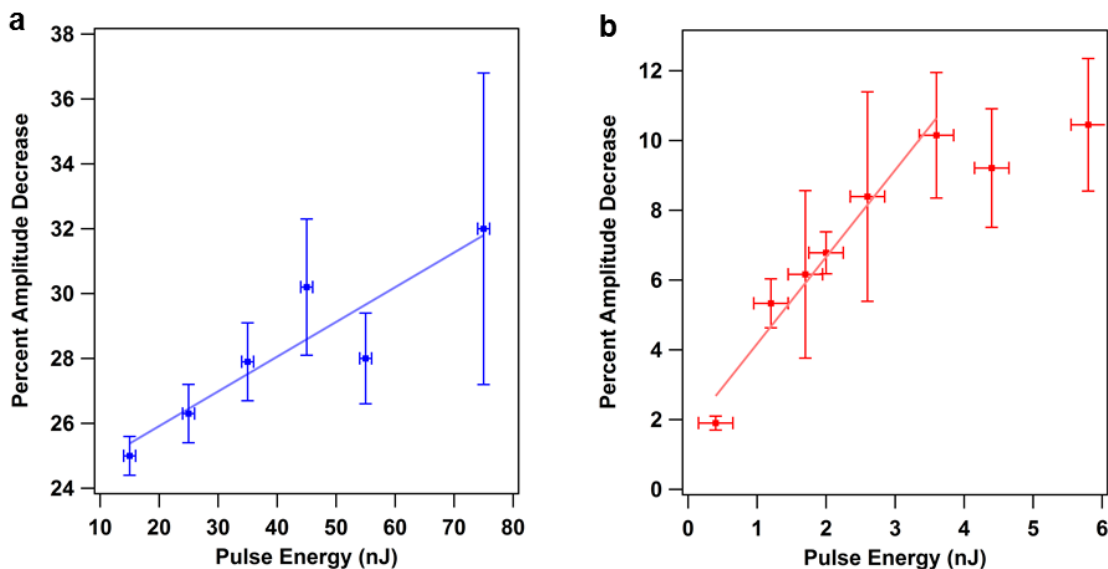 a
38
36
34
32
30
28
26
24
Percent Amplitude Decrease
10 20 30 40 50 60 70 80
Pulse Energy (nJ)
b
12
10
8
6
4
2
0
Percent Amplitude Decrease
0 1 2 3 4 5 6
Pulse Energy (nJ)